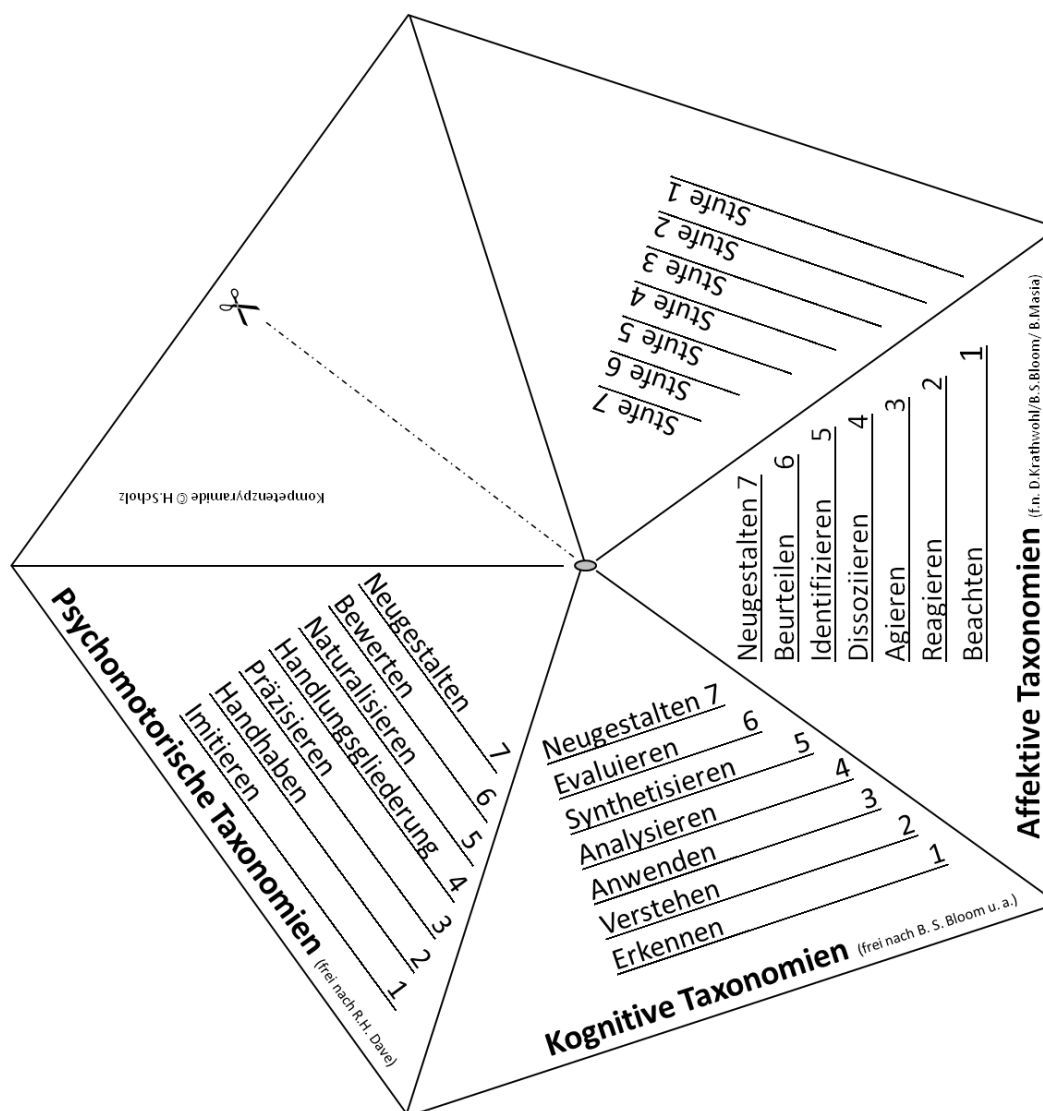 Stufe 7
Stufe 6
Stufe 5
Stufe 4
Stufe 3
Stufe 2
Stufe 1
Kompetenzpyramide © H.Scholz
Psychomotorische Taxonomien (frei nach R.H. Dave)
Neugestalten 7
Bewerten 6
Naturalisieren 5
Handlungsgliederung 4
Präzisieren 3
Handhaben 2
Imitieren 1
Neugestalten 7
Evaluieren 6
Synthetisieren 5
Analysieren 4
Anwenden 3
Verstehen 2
Erkennen 1
Kognitive Taxonomien (frei nach B. S. Bloom u. a.)
Neugestalten 7
Beurteilen 6
Identifizieren 5
Dissoziieren 4
Agieren 3
Reagieren 2
Beachten 1
Affektive Taxonomien (f.n. D.Krathwohl/B.S.Bloom/ B.Masia)